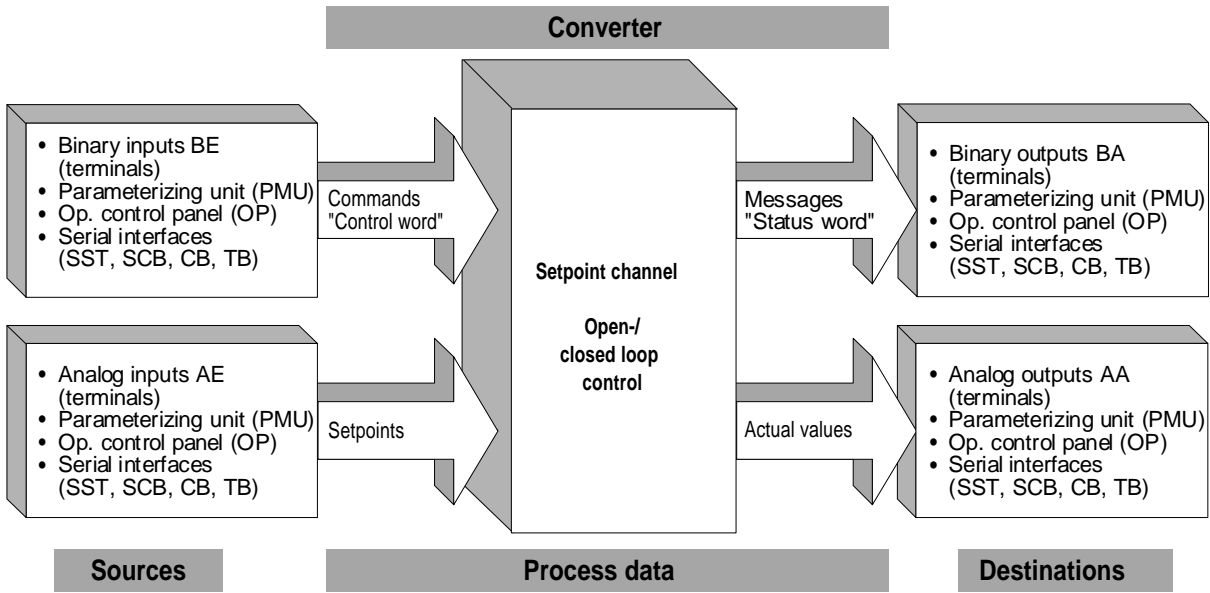 Converter
• Binary inputs BE
(terminals)
• Parameterizing unit (PMU)
• Op. control panel (OP)
• Serial interfaces
(SST, SCB, CB, TB)
Commands
"Control word"
• Analog inputs AE
(terminals)
• Parameterizing unit (PMU)
• Op. control panel (OP)
• Serial interfaces
(SST, SCB, CB, TB)
Setpoints
Setpoint channel
Open-/
closed loop
control
Messages
"Status word"
• Binary outputs BA
(terminals)
• Parameterizing unit (PMU)
• Op. control panel (OP)
• Serial interfaces
(SST, SCB, CB, TB)
Actual values
• Analog outputs AA
(terminals)
• Parameterizing unit (PMU)
• Op. control panel (OP)
• Serial interfaces
(SST, SCB, CB, TB)
Sources
Process data
Destinations